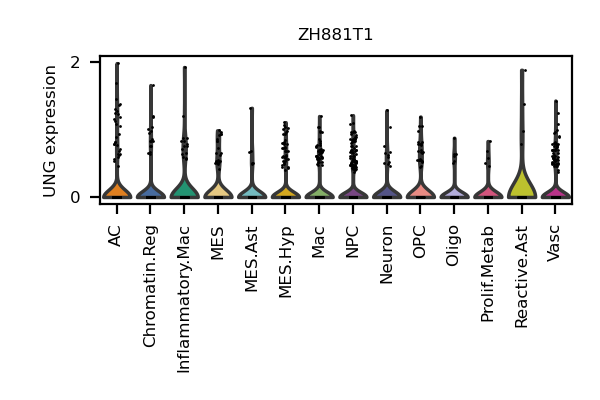 ZH881T1
UNG expression
2
0
AC
Chromatin.Reg
Inflammatory.Mac
MES
MES.Ast
MES.Hyp
Mac
NPC
Neuron
OPC
Oligo
Prolif.Metab
Reactive.Ast
Vasc